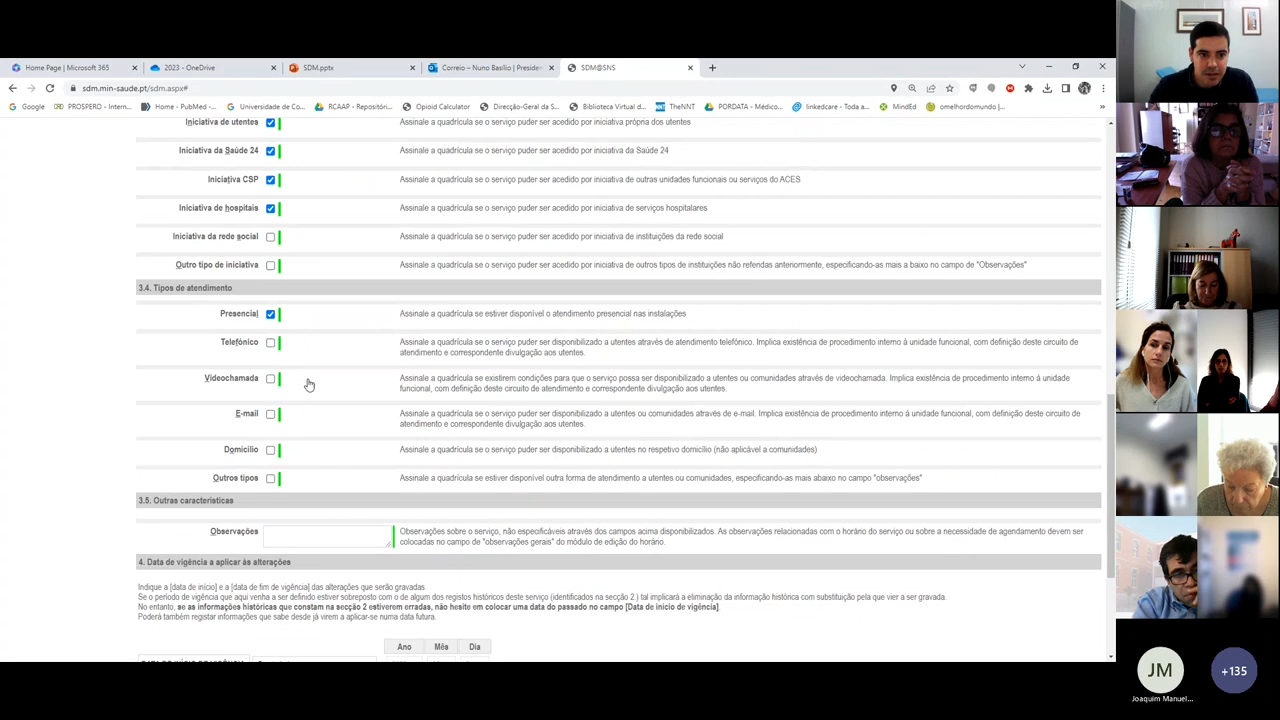 Home Page | Microsoft 365
2023 - OneDrive
SDM.pptx
Correio – Nuno Basílio | Presiden
SDM@SNS
sdm.min-saude.pt/sdm.aspx#
Google
PROSPERO - Intern...
Home - PubMed -...
Universidade de Co...
RCAAP - Repositóri...
Opioid Calculator
Direcção-Geral da S...
Biblioteca Virtual d...
TheNNT
PORDATA - Médico...
linkedcare - Toda a...
MindEd
omelhordomundo |...
Iniciativa de utentes Assinale a quadrícula se o serviço puder ser acedido por iniciativa própria dos utentes
Iniciativa da Saúde 24 Assinale a quadrícula se o serviço puder ser acedido por iniciativa da Saúde 24
Iniciativa CSP Assinale a quadrícula se o serviço puder ser acedido por iniciativa de outras unidades funcionais ou serviços do ACES
Iniciativa de hospitais Assinale a quadrícula se o serviço puder ser acedido por iniciativa de serviços hospitalares
Iniciativa da rede social Assinale a quadrícula se o serviço puder ser acedido por iniciativa de instituições da rede social
Outro tipo de iniciativa Assinale a quadrícula se o serviço puder ser acedido por iniciativa de outros tipos de instituições não refendas anteriormente, especificando-as mais a baixo no campo de "Observações"
3.4. Tipos de atendimento
Presencial Assinale a quadrícula se estiver disponível o atendimento presencial nas instalações
Telefónico Assinale a quadrícula se o serviço puder ser disponibilizado a utentes através de atendimento telefónico. Implica existência de procedimento interno à unidade funcional, com definição deste circuito de
atendimento e correspondente divulgação aos utentes.
Videochamada Assinale a quadrícula se existirem condições para que o serviço possa ser disponibilizado a utentes ou comunidades através de videochamada. Implica existência de procedimento interno à unidade
funcional, com definição deste circuito de atendimento e correspondente divulgação aos utentes.
E-mail Assinale a quadrícula se o serviço puder ser disponibilizado a utentes ou comunidades através de e-mail. Implica existência de procedimento interno à unidade funcional, com definição deste circuito de
atendimento e correspondente divulgação aos utentes.
Domicílio Assinale a quadrícula se o serviço puder ser disponibilizado a utentes no respetivo domicílio (não aplicável a comunidades)
Outros tipos Assinale a quadrícula se estiver disponível outra forma de atendimento a utentes ou comunidades, especificando-as mais abaixo no campo "observações"
3.5. Outras características
Observações Observações sobre o serviço, não especificáveis através dos campos acima disponibilizados. As observações relacionadas com o horário do serviço ou sobre a necessidade de agendamento devem ser
colocadas no campo de "observações gerais" do módulo de edição do horário.
4. Data de vigência a aplicar às alterações
Indique a [data de início] e a [data de fim de vigência] das alterações que serão gravadas.
Se o período de vigência que aqui venha a ser definido estiver sobreposto com o de algum dos registos históricos deste serviço (identificados na secção 2.) tal implicará a eliminação da informação histórica com substituição pela que vier a ser gravada.
No entanto, se as informações históricas que constam na secção 2 estiverem erradas, não hesite em colocar uma data do passado no campo [Data de início de vigência].
Poderá também registar informações que sabe desde já virem a aplicar-se numa data futura.
Ano Mês Dia
JM
Joaquim Manuel...
+135